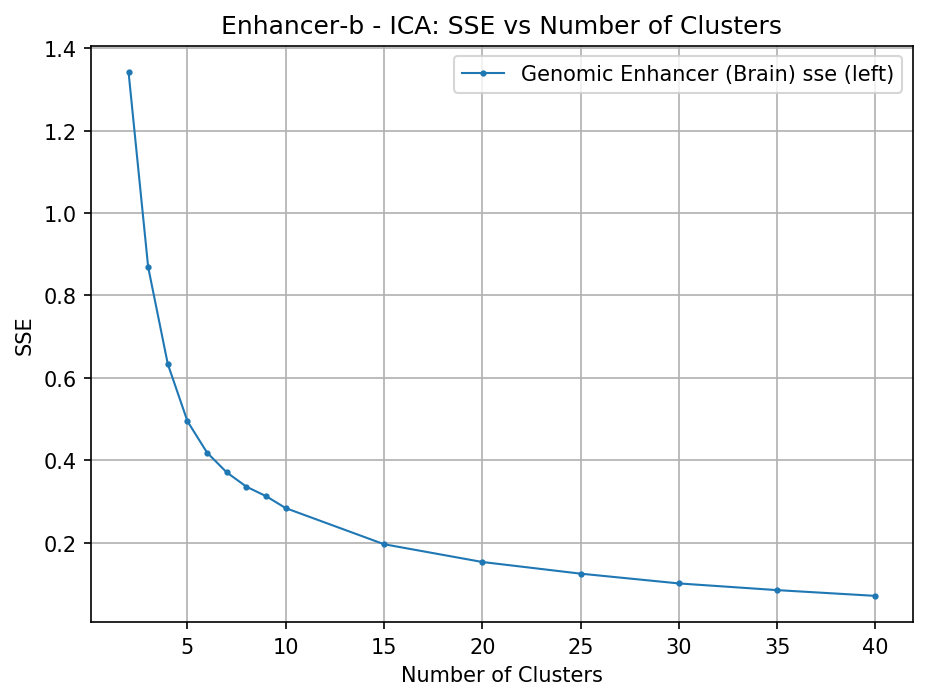 Enhancer-b - ICA: SSE vs Number of Clusters
Genomic Enhancer (Brain) sse (left)
1.4
1.2
1.0
0.8
0.6
0.4
0.2
SSE
5 10 15 20 25 30 35 40
Number of Clusters